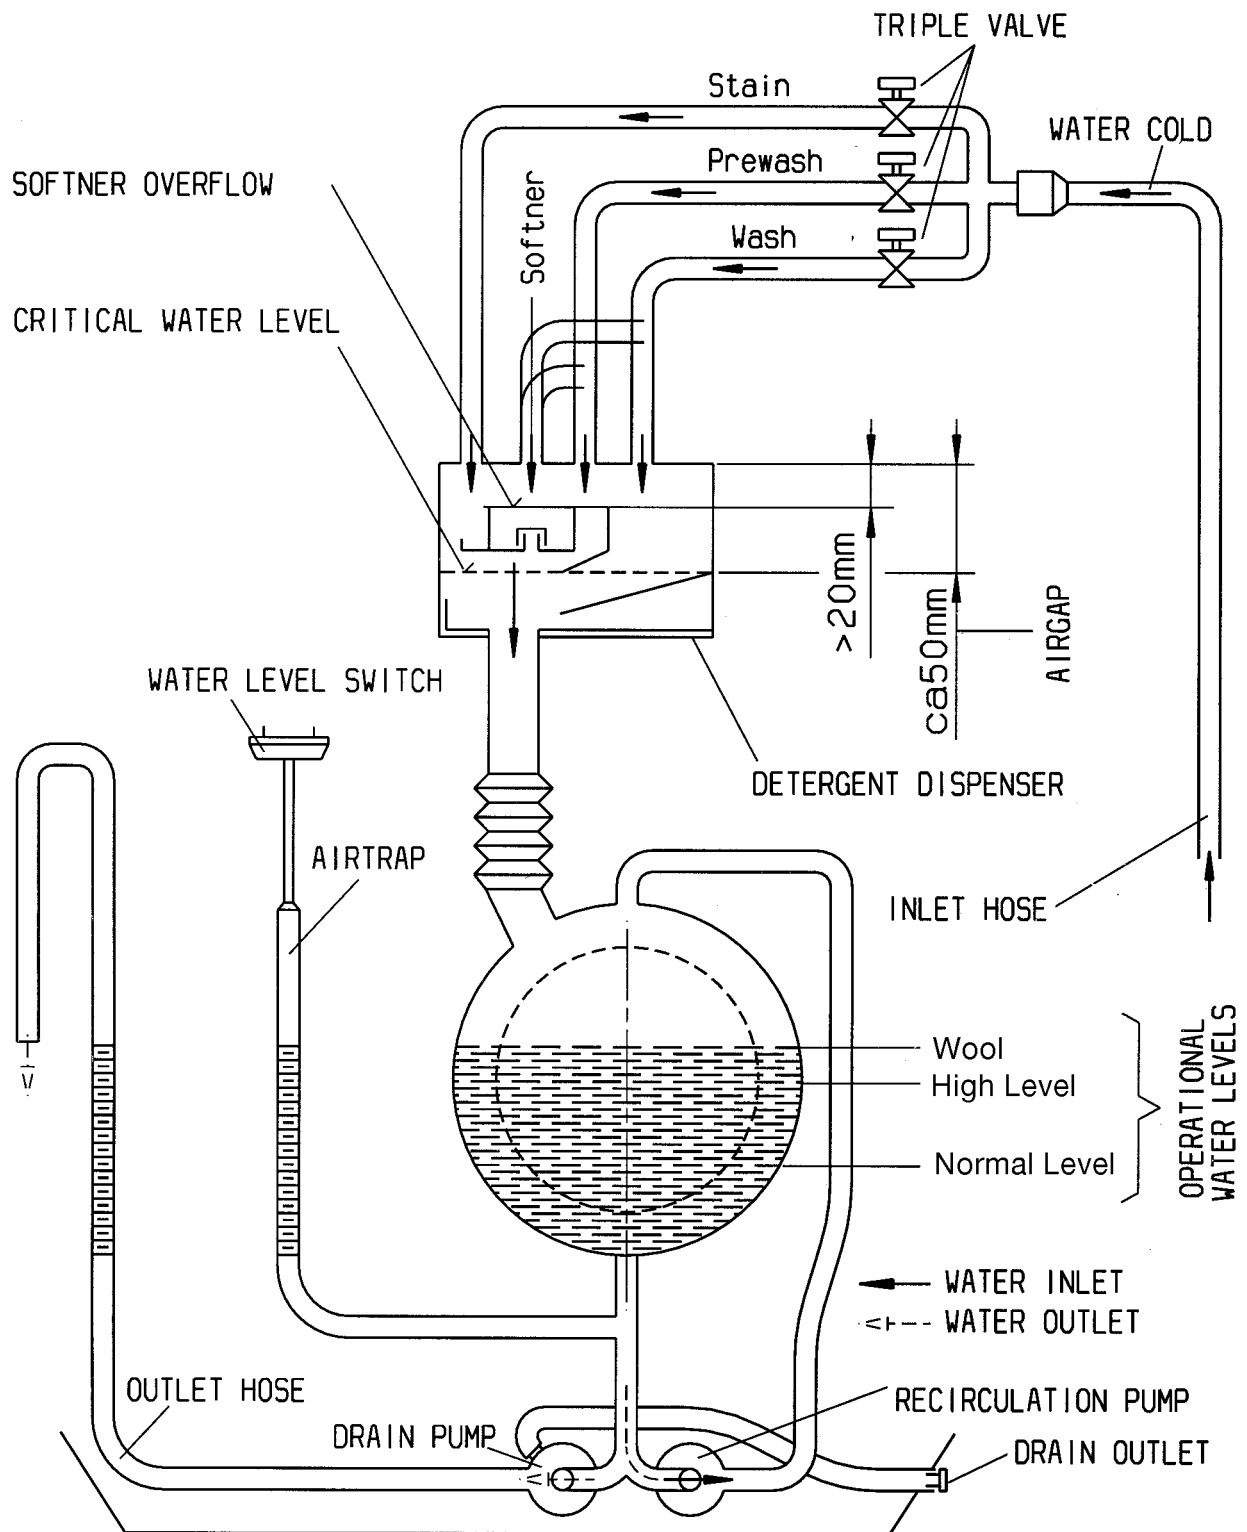 TRIPLE VALVE
Stain
WATER COLD
Prewash
SOFTNER OVERFLOW
Softner
Wash
CRITICAL WATER LEVEL
>20mm
ca50mm
AIRGAP
WATER LEVEL SWITCH
DETERGENT DISPENSER
AIRTRAP
INLET HOSE
Wool
High Level
Normal Level
OPERATIONAL
WATER LEVELS
WATER INLET
WATER OUTLET
OUTLET HOSE
RECIRCULATION PUMP
DRAIN PUMP
DRAIN OUTLET